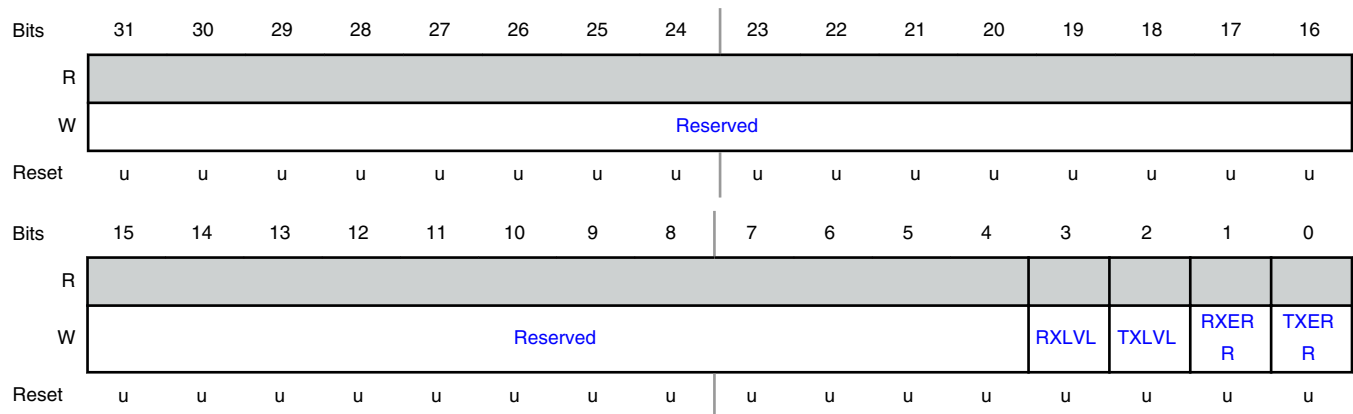 Bits 31 30 29 28 27 26 25 24 23 22 21 20 19 18 17 16
R
W Reserved
Reset u u u u u u u u u u u u u u u u
Bits 15 14 13 12 11 10 9 8 7 6 5 4 3 2 1 0
R
W Reserved RXLVL TXLVL RXER R TXER R
Reset u u u u u u u u u u u u u u u u